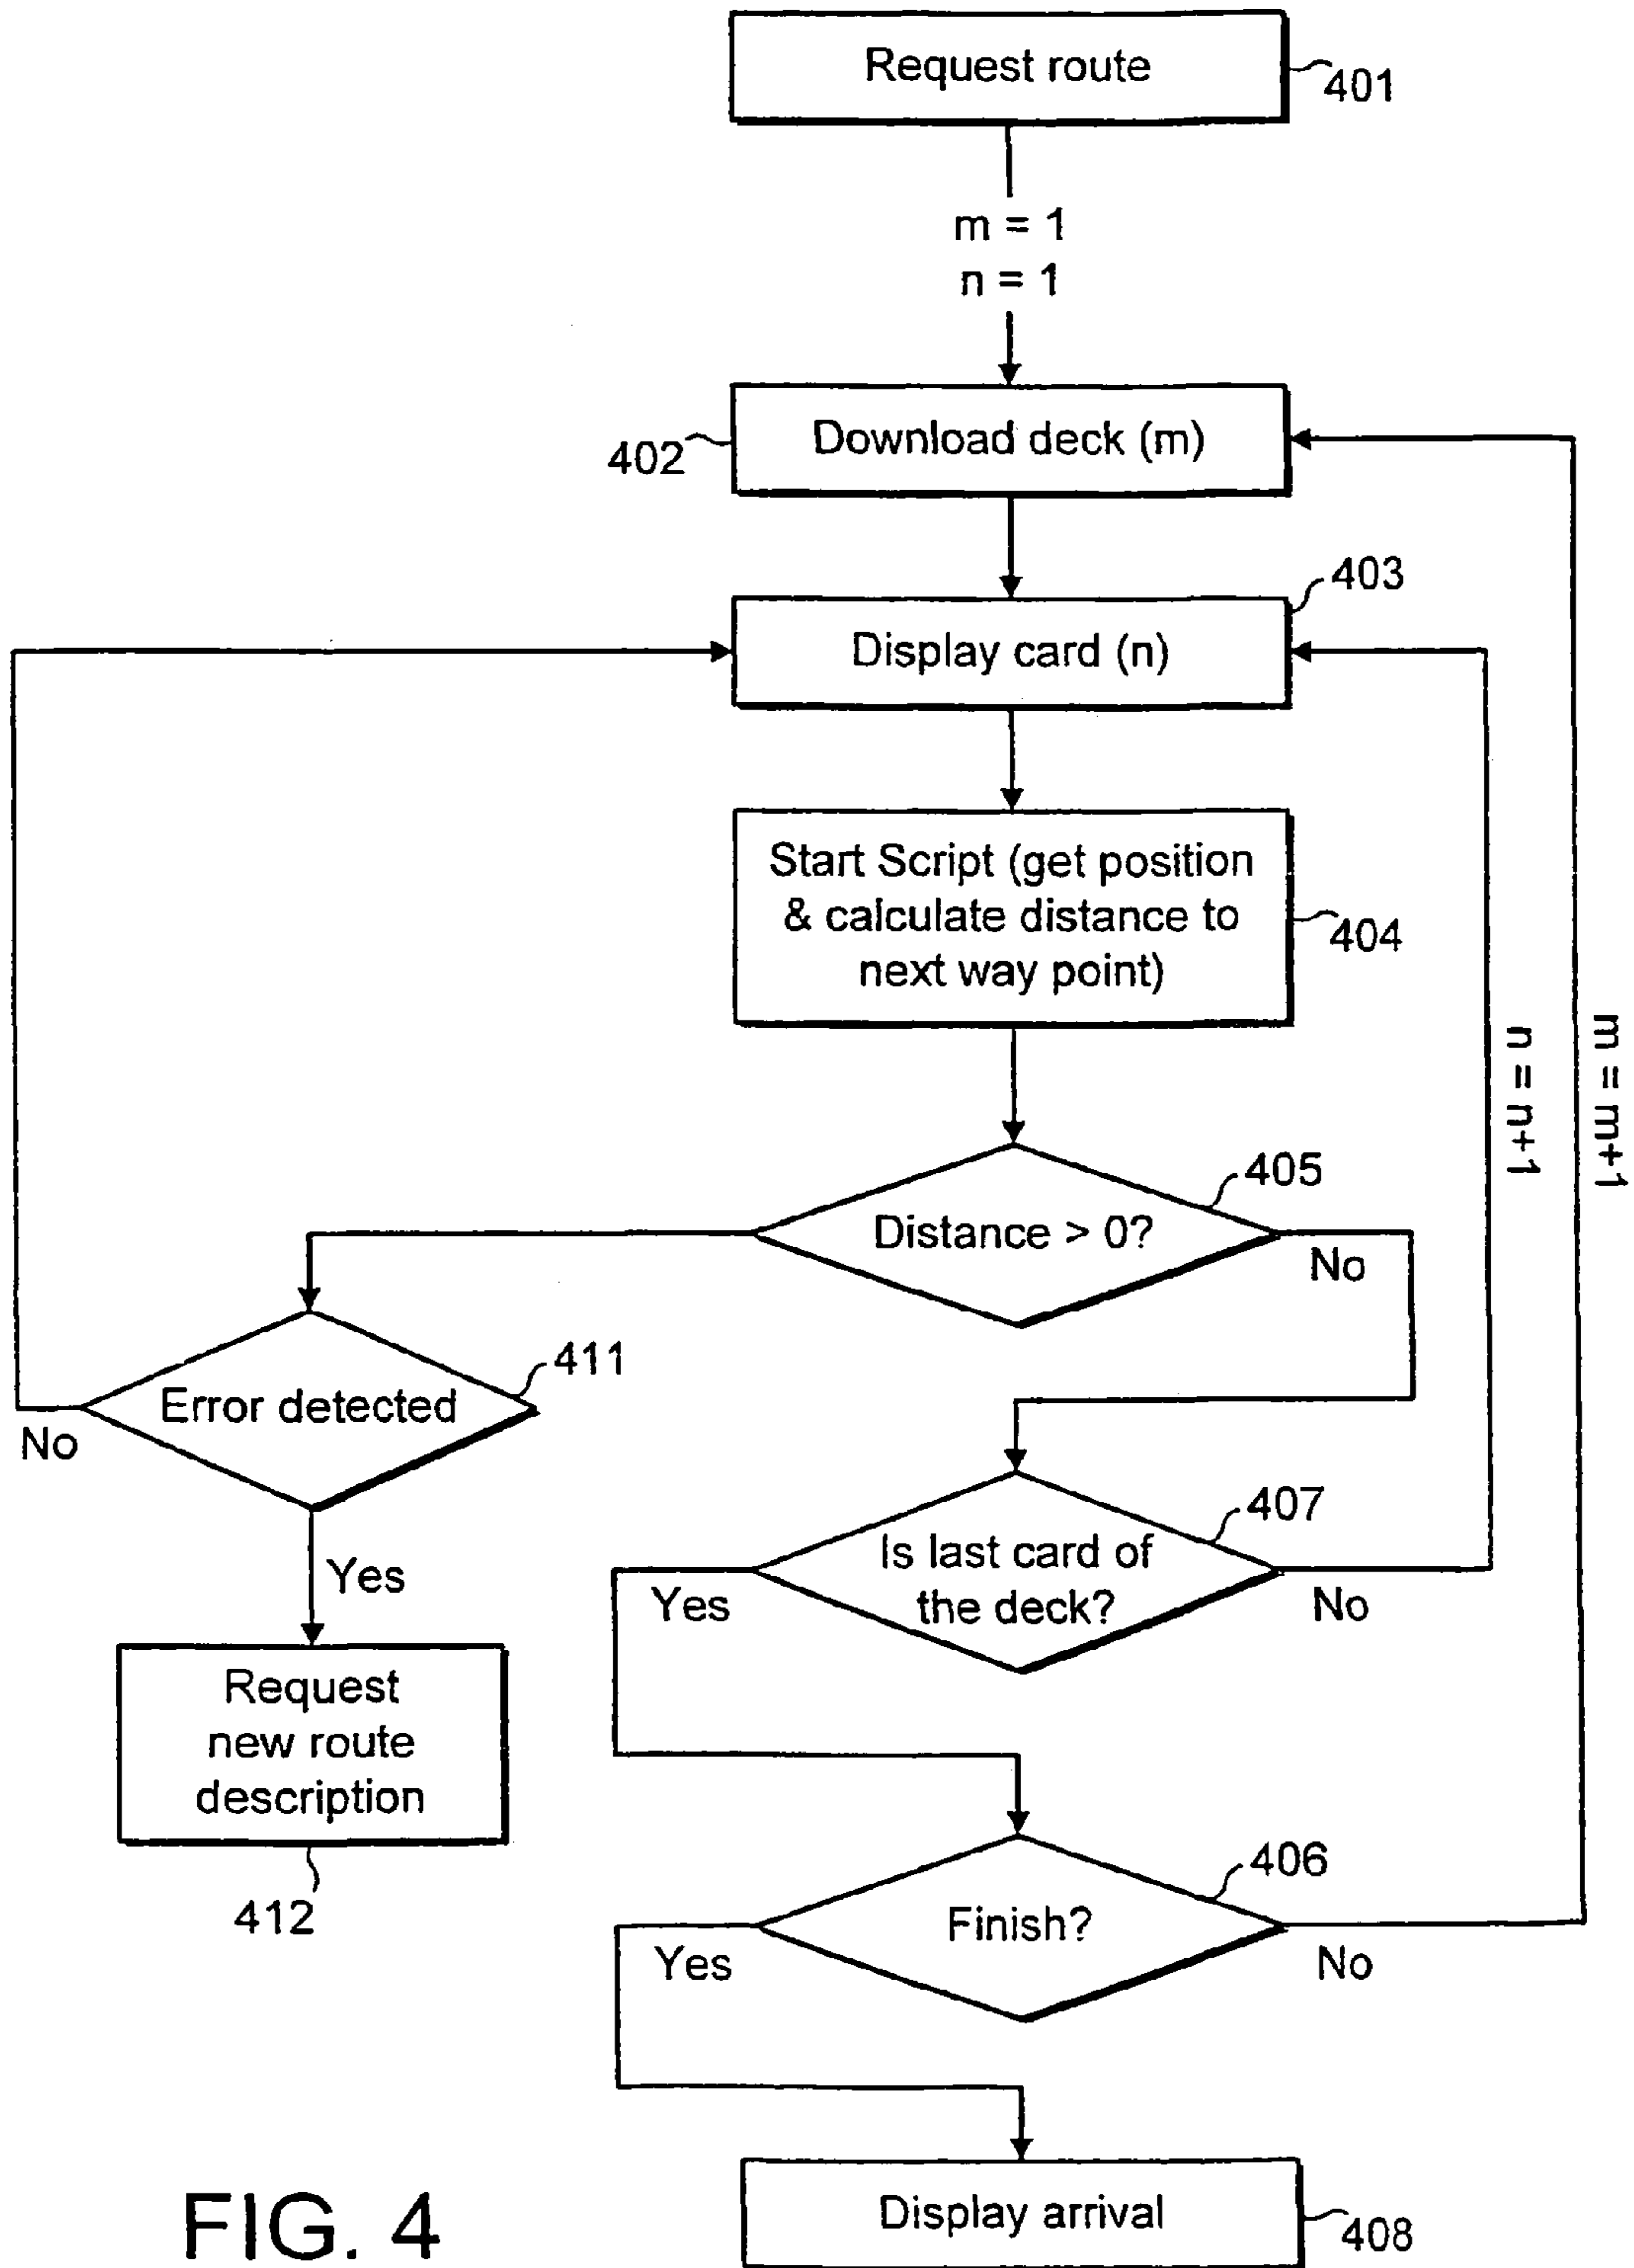 Request route
401
m = 1
n = 1
402
Download deck (m)
403
Display card (n)
Start Script (get position
& calculate distance to
next way point)
404
n = n+1
m = m+1
405
Distance > 0?
No
411
Error detected
No
Yes
407
Is last card of
the deck?
Yes
No
Request
new route
description
412
406
Finish?
Yes
No
Display arrival
408
FIG. 4